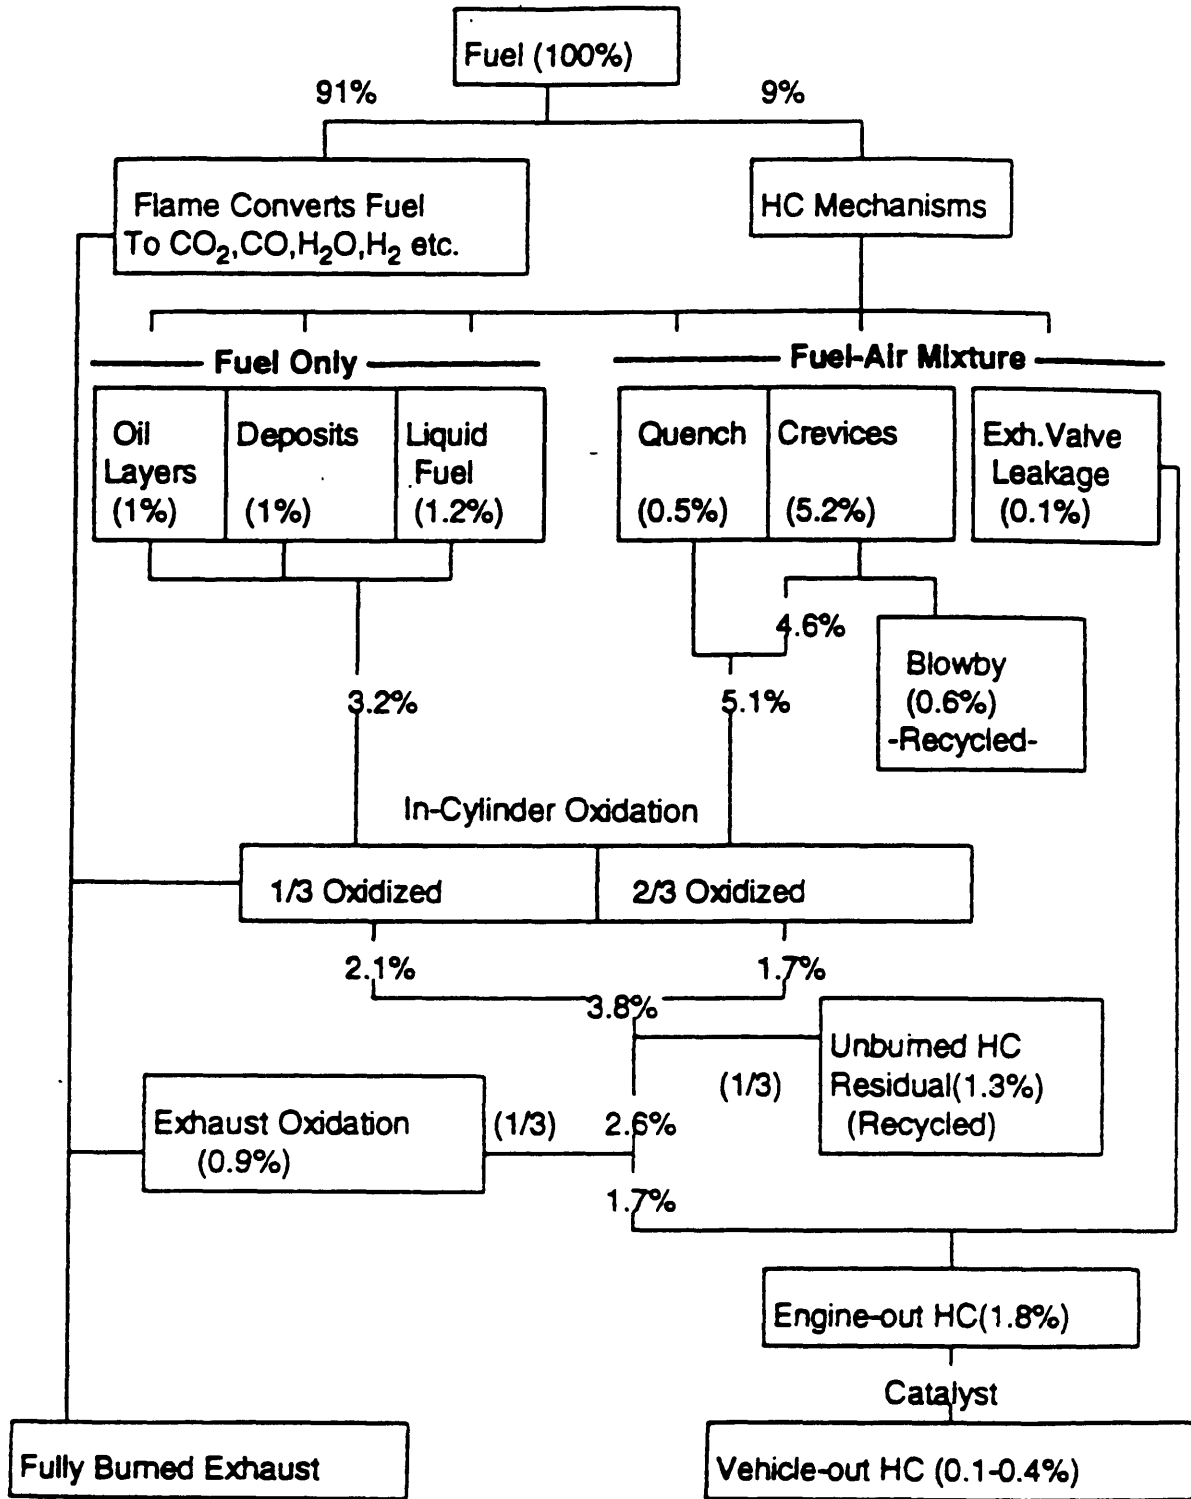 Fuel (100%)
91%
9%
Flame Converts Fuel
To CO₂,CO,H₂O,H₂ etc.
HC Mechanisms
Fuel Only
Fuel-Air Mixture
Oil
Layers
(1%)
Deposits
(1%)
Liquid
Fuel
(1.2%)
Quench
(0.5%)
Crevices
(5.2%)
Exh.Valve
Leakage
(0.1%)
4.6%
Blowby
(0.6%)
-Recycled-
3.2%
5.1%
In-Cylinder Oxidation
1/3 Oxidized
2/3 Oxidized
2.1%
1.7%
3.8%
Unburned HC
Residual(1.3%)
(Recycled)
(1/3)
Exhaust Oxidation
(0.9%)
(1/3)
2.6%
1.7%
Engine-out HC(1.8%)
Catalyst
Fully Burned Exhaust
Vehicle-out HC (0.1-0.4%)